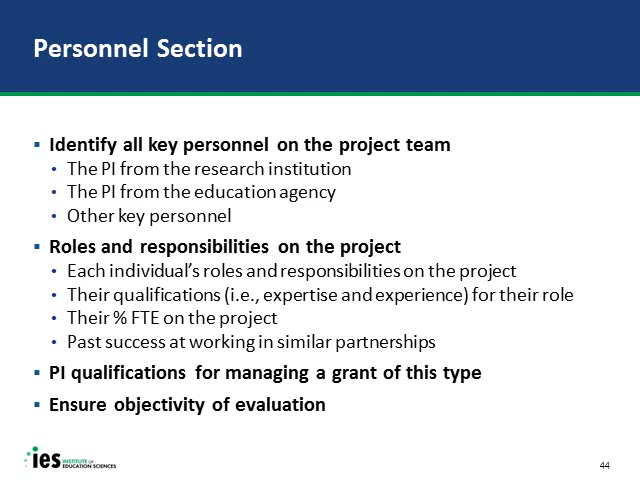 Personnel Section
▪ Identify all key personnel on the project team
• The PI from the research institution
• The PI from the education agency
• Other key personnel
▪ Roles and responsibilities on the project
• Each individual’s roles and responsibilities on the project
• Their qualifications (i.e., expertise and experience) for their role
• Their % FTE on the project
• Past success at working in similar partnerships
▪ PI qualifications for managing a grant of this type
▪ Ensure objectivity of evaluation
ies INSTITUTE OF
EDUCATION SCIENCES
44